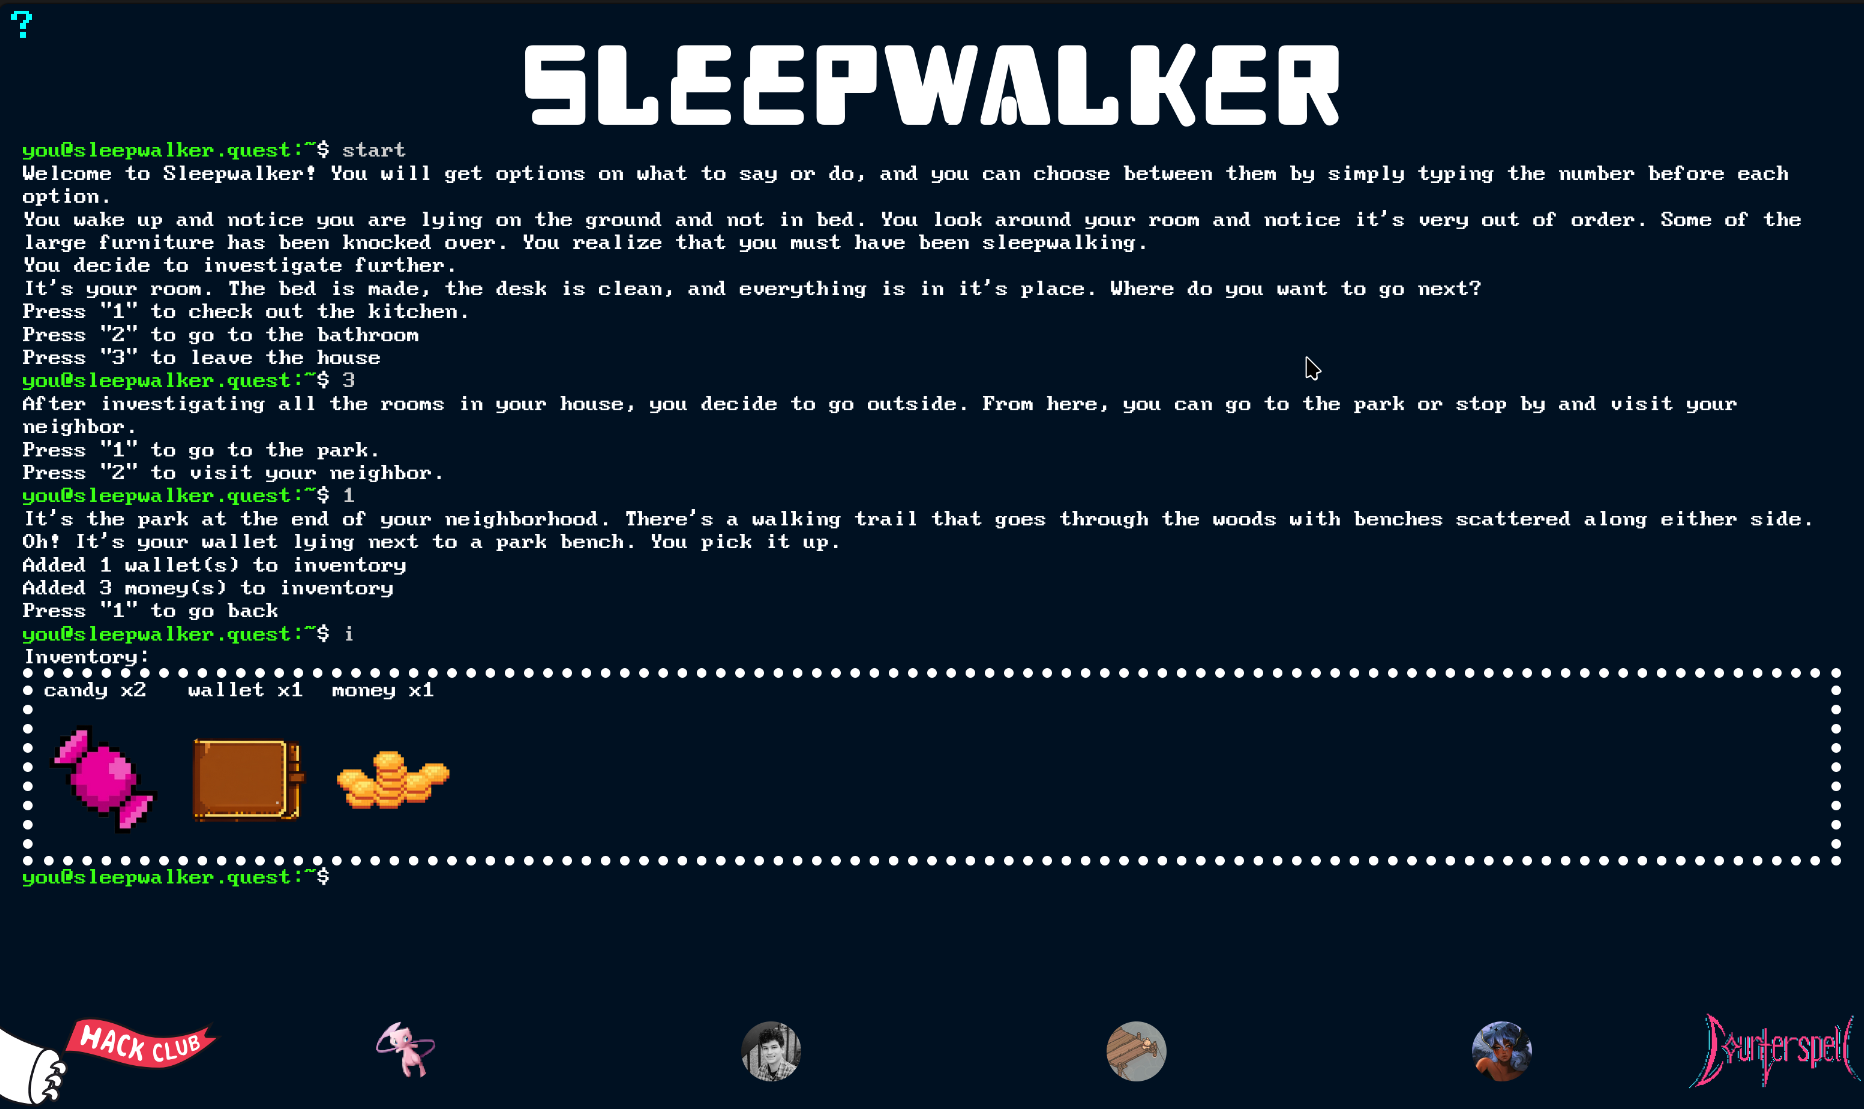 ?
SLEEPWALKER
you@sleepwalker.quest:~$ start
Welcome to Sleepwalker! You will get options on what to say or do, and you can choose between them by simply typing the number before each
option.
You wake up and notice you are lying on the ground and not in bed. You look around your room and notice it's very out of order. Some of the
large furniture has been knocked over. You realize that you must have been sleepwalking.
You decide to investigate further.
It's your room. The bed is made, the desk is clean, and everything is in it's place. Where do you want to go next?
Press "1" to check out the kitchen.
Press "2" to go to the bathroom
Press "3" to leave the house
you@sleepwalker.quest:~$ 3
After investigating all the rooms in your house, you decide to go outside. From here, you can go to the park or stop by and visit your
neighbor.
Press "1" to go to the park.
Press "2" to visit your neighbor.
you@sleepwalker.quest:~$ 1
It's the park at the end of your neighborhood. There's a walking trail that goes through the woods with benches scattered along either side.
Oh! It's your wallet lying next to a park bench. You pick it up.
Added 1 wallet(s) to inventory
Added 3 money(s) to inventory
Press "1" to go back
you@sleepwalker.quest:~$ i
Inventory:
candy x2 wallet x1 money x1
you@sleepwalker.quest:~$
HACK CLUB
Counterspell